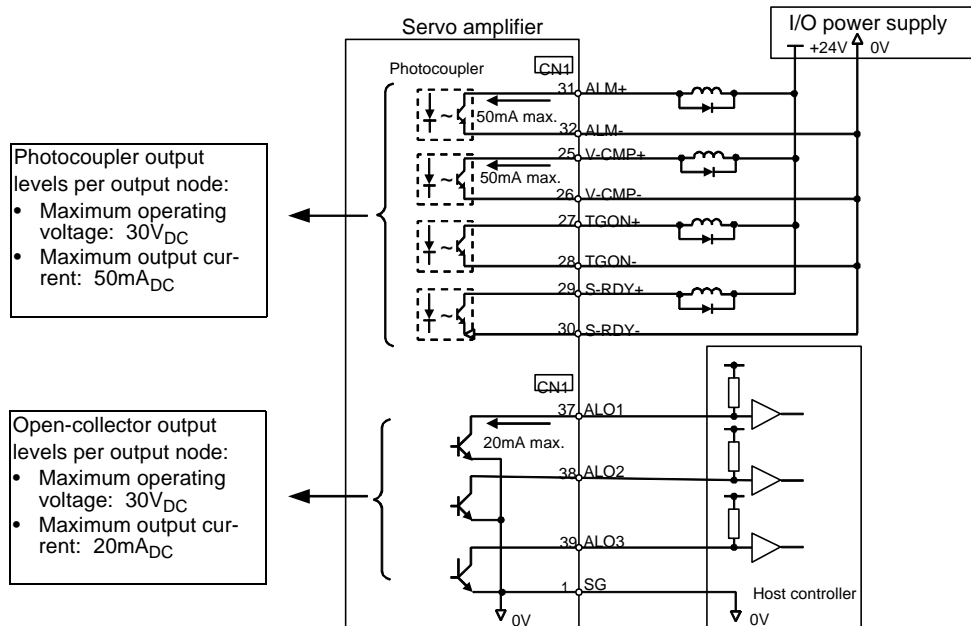 Servo amplifier
I/O power supply
+24V
0V
Photocoupler
CN1
31
ALM+
50mA max.
32
ALM-
25
V-CMP+
50mA max.
26
V-CMP-
27
TGON+
28
TGON-
29
S-RDY+
30
S-RDY-
Photocoupler output
levels per output node:
• Maximum operating
voltage: 30VDC
• Maximum output cur-
rent: 50mADC
CN1
37
ALO1
20mA max.
38
ALO2
39
ALO3
1
SG
0V
Host controller
0V
Open-collector output
levels per output node:
• Maximum operating
voltage: 30VDC
• Maximum output cur-
rent: 20mADC